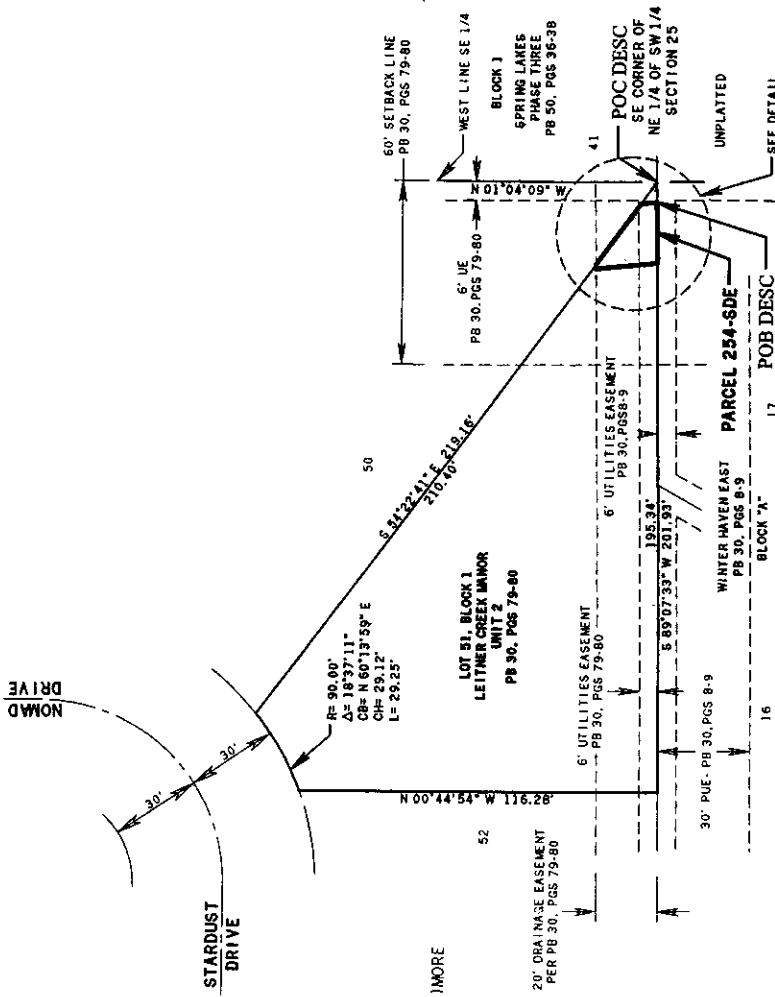 NOMAD
DRIVE
30'
30'
STARDUST
DRIVE
60' SETBACK LINE
PB 30, PGS 79-80
WEST LINE SE 1/4
BLOCK 1
SPRING LAKES
PHASE THREE
PB 50, PGS 36-38
N 01°04'09" W
6' UE
PB 30, PGS 79-80
41
POC DESC
SE CORNER OF
NE 1/4 OF SW 1/4
SECTION 25
UNPLATTED
SEE DETAIL
50
S 54°22'41" E 219.16'
210.40'
R= 90.00'
Δ= 18°37'11"
CB= N 60°13'59" E
CH= 29.12'
L= 29.25'
LOT 51, BLOCK 1
LEITNER CREEK MANOR
UNIT 2
PB 30, PGS 79-80
6' UTILITIES EASEMENT
PB 30, PGS 8-9
6' UTILITIES EASEMENT
PB 30, PGS 79-80
N 00°44'54" W 116.28'
52
195.34'
S 89°07'33" W 201.93'
PARCEL 254-SDE
POB DESC
20' DRAINAGE EASEMENT
PER PB 30, PGS 79-80
30' PUE- PB 30, PGS 8-9
WINTER HAVEN EAST
PB 30, PGS 8-9
BLOCK "A"
16
17
MORE